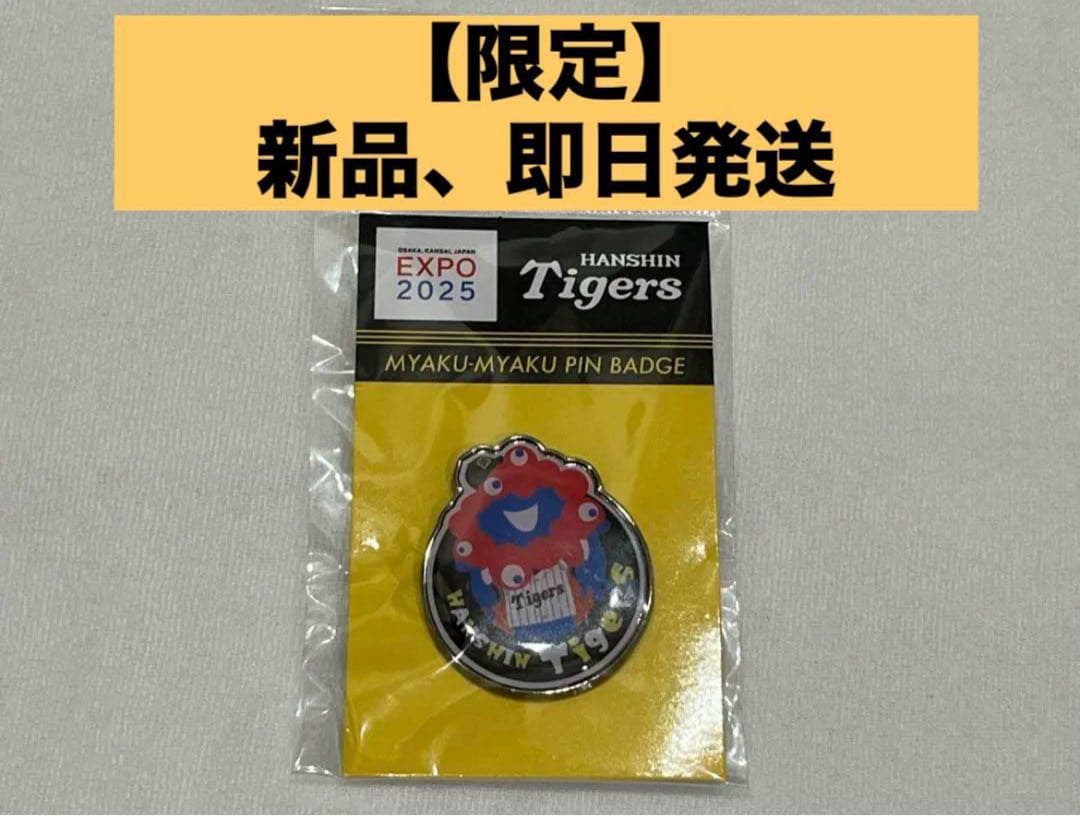 【限定】
新品、即日発送
OSAKA, KANSAI, JAPAN
EXPO
2025
HANSHIN
Tigers
MYAKU-MYAKU PIN BADGE
Tigers
HANSHIN Tigers